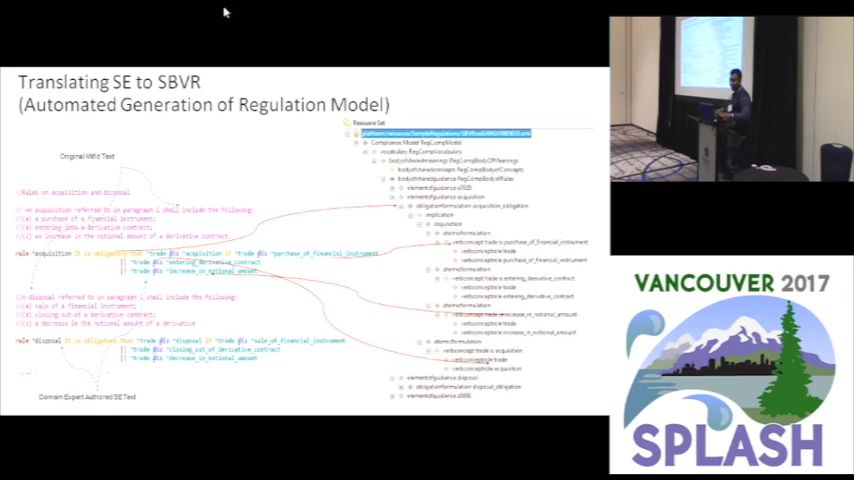 Translating SE to SBVR
(Automated Generation of Regulation Model)
Original Mifid Text
//Rules on acquisition and disposal
// An acquisition referred to in paragraph 1 shall include the following:
//(a) a purchase of a financial instrument;
//(b) entering into a derivative contract;
//(c) an increase in the notional amount of a derivative contract;
rule *acquisition It is obligatory that *trade @is *acquisition if *trade @is *purchase_of_financial_instrument
|| *trade @is *entering_derivative_contract
|| *trade @is *increase_in_notional_amount
//A disposal referred to in paragraph 1 shall include the following:
//(a) sale of a financial instrument;
//(b) closing out of a derivative contract;
//(c) a decrease in the notional amount of a derivative
rule *disposal It is obligatory that *trade @is *disposal if *trade @is *sale_of_financial_instrument
|| *trade @is *closing_out_of_derivative_contract
|| *trade @is *decrease_in_notional_amount
Domain Expert Authored SE Text
Resource Set
Compliance Model RegCompModel
vocabulary RegCompVocabulary
bodyofsharedmeanings RegCompBodyOfMeanings
bodyofsharedconcepts RegCompBodyofConcepts
bodyofsharedguidance RegCompBodyofRules
elementofguidance
elementofguidance acquisition
obligationformulation acquisition_obligation
implication
disjunction
atomicformulation
verbconcept trade is purchase_of_financial_instrument
verbconceptrole trade
verbconceptrole purchase_of_financial_instrument
atomicformulation
verbconcept trade is entering_derivative_contract
verbconceptrole trade
verbconceptrole entering_derivative_contract
atomicformulation
verbconcept trade is increase_in_notional_amount
verbconceptrole trade
verbconceptrole increase_in_notional_amount
atomicformulation
verbconcept trade is acquisition
verbconceptrole trade
verbconceptrole acquisition
elementofguidance disposal
obligationformulation disposal_obligation
elementofguidance
VANCOUVER 2017
SPLASH